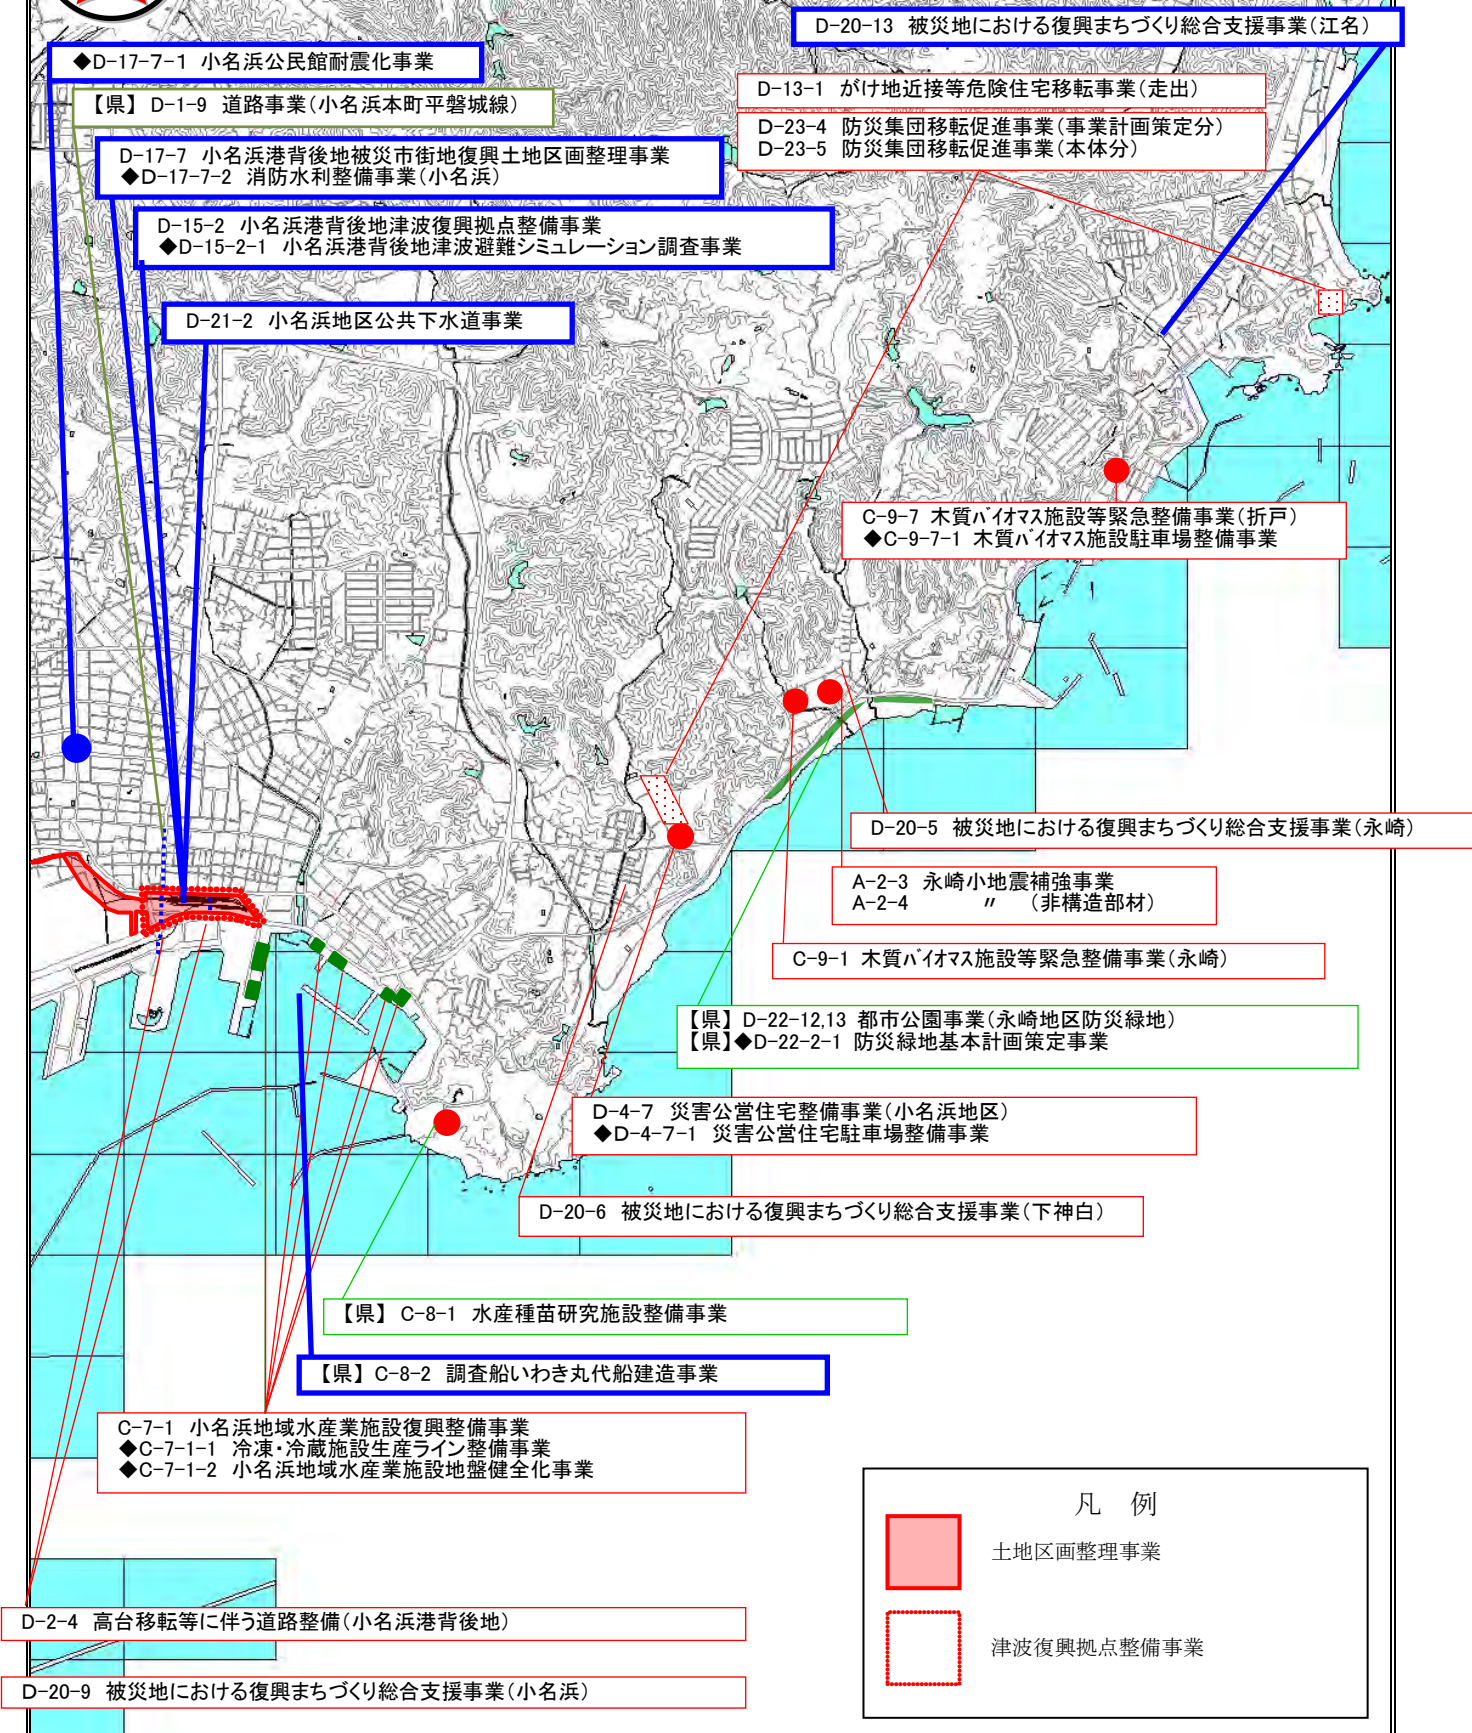 D-20-13 被災地における復興まちづくり総合支援事業(江名)
◆D-17-7-1 小名浜公民館耐震化事業
D-13-1 がけ地近接等危険住宅移転事業(走出)
【県】 D-1-9 道路事業(小名浜本町平磐城線)
D-23-4 防災集団移転促進事業(事業計画策定分)
D-23-5 防災集団移転促進事業(本体分)
D-17-7 小名浜港背後地被災市街地復興土地区画整理事業
◆D-17-7-2 消防水利整備事業(小名浜)
D-15-2 小名浜港背後地津波復興拠点整備事業
◆D-15-2-1 小名浜港背後地津波避難シミュレーション調査事業
D-21-2 小名浜地区公共下水道事業
C-9-7 木質バイオマス施設等緊急整備事業(折戸)
◆C-9-7-1 木質バイオマス施設駐車場整備事業
D-20-5 被災地における復興まちづくり総合支援事業(永崎)
A-2-3 永崎小地震補強事業
A-2-4 〃 (非構造部材)
C-9-1 木質バイオマス施設等緊急整備事業(永崎)
【県】 D-22-12,13 都市公園事業(永崎地区防災緑地)
【県】◆D-22-2-1 防災緑地基本計画策定事業
D-4-7 災害公営住宅整備事業(小名浜地区)
◆D-4-7-1 災害公営住宅駐車場整備事業
D-20-6 被災地における復興まちづくり総合支援事業(下神白)
【県】 C-8-1 水産種苗研究施設整備事業
【県】 C-8-2 調査船いわき丸代船建造事業
C-7-1 小名浜地域水産業施設復興整備事業
◆C-7-1-1 冷凍・冷蔵施設生産ライン整備事業
◆C-7-1-2 小名浜地域水産業施設地盤健全化事業
凡 例
土地区画整理事業
D-2-4 高台移転等に伴う道路整備(小名浜港背後地)
津波復興拠点整備事業
D-20-9 被災地における復興まちづくり総合支援事業(小名浜)